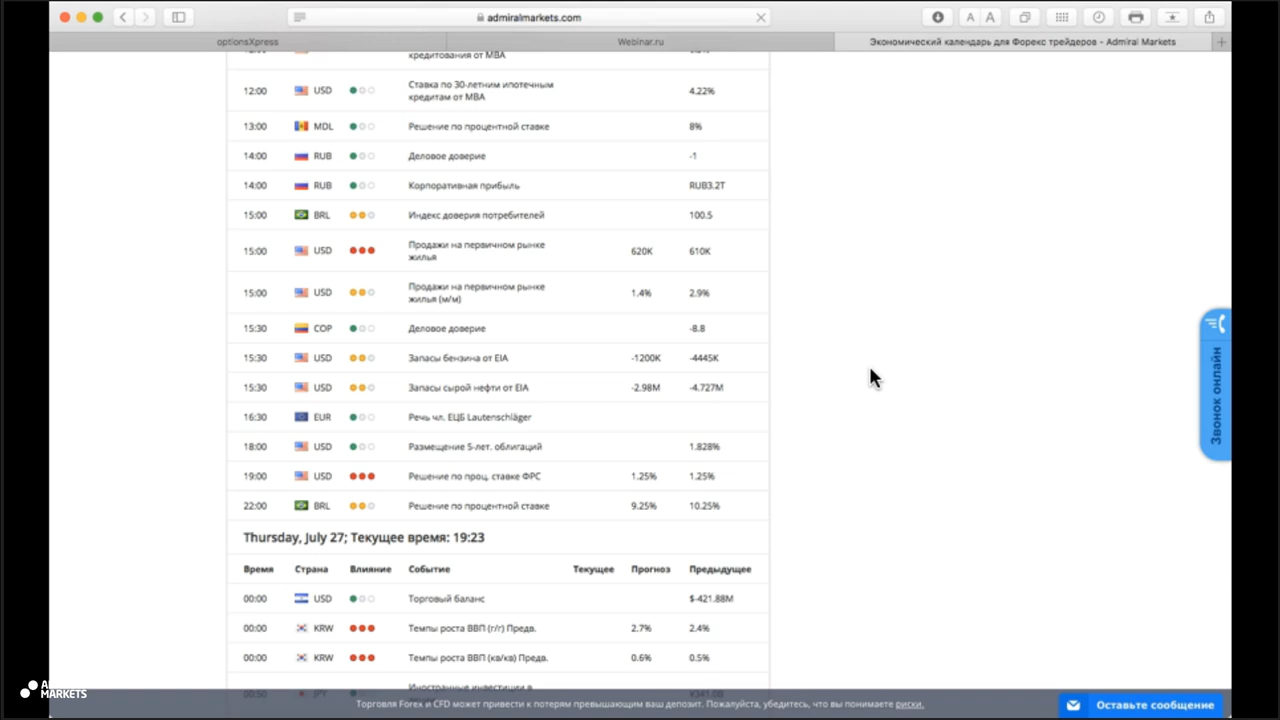 admiralmarkets.com
optionsXpress
Webinar.ru
Экономический календарь для Форекс трейдеров – Admiral Markets
кредитования от MBA
12:00 USD Ставка по 30-летним ипотечным 4.22%
кредитам от MBA
13:00 MDL Решение по процентной ставке 8%
14:00 RUB Деловое доверие -1
14:00 RUB Корпоративная прибыль RUB3.2T
15:00 BRL Индекс доверия потребителей 100.5
15:00 USD Продажи на первичном рынке 620K 610K
жилья
15:00 USD Продажи на первичном рынке 1.4% 2.9%
жилья (м/м)
15:30 COP Деловое доверие -8.8
15:30 USD Запасы бензина от EIA -1200K -4445K
15:30 USD Запасы сырой нефти от EIA -2.98M -4.727M
16:30 EUR Речь чл. ЕЦБ Lautenschläger
18:00 USD Размещение 5-лет. облигаций 1.828%
19:00 USD Решение по проц. ставке ФРС 1.25% 1.25%
22:00 BRL Решение по процентной ставке 9.25% 10.25%
Thursday, July 27; Текущее время: 19:23
Время Страна Влияние Событие Текущее Прогноз Предыдущее
00:00 USD Торговый баланс $-421.88M
00:00 KRW Темпы роста ВВП (г/г) Предв. 2.7% 2.4%
00:00 KRW Темпы роста ВВП (кв/кв) Предв. 0.6% 0.5%
Иностранные инвестиции в
JPY
Звонок онлайн
MARKETS
Торговля Forex и CFD может привести к потерям превышающим ваш депозит. Пожалуйста, убедитесь, что вы понимаете риски.
Оставьте сообщение